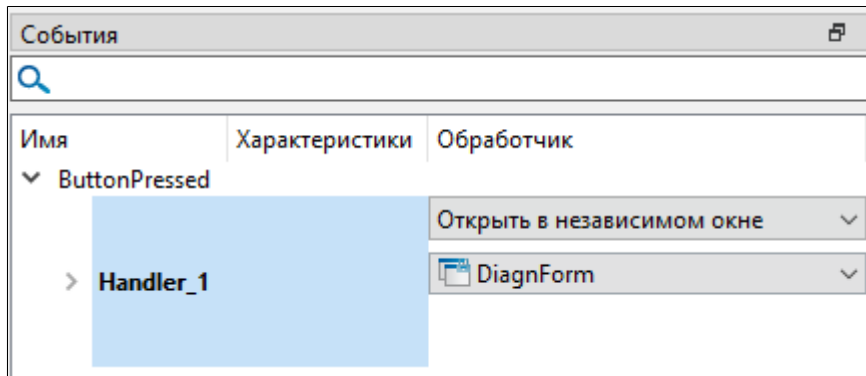 События
Имя Характеристики Обработчик
ButtonPressed
Открыть в независимом окне
Handler_1 DiagnForm